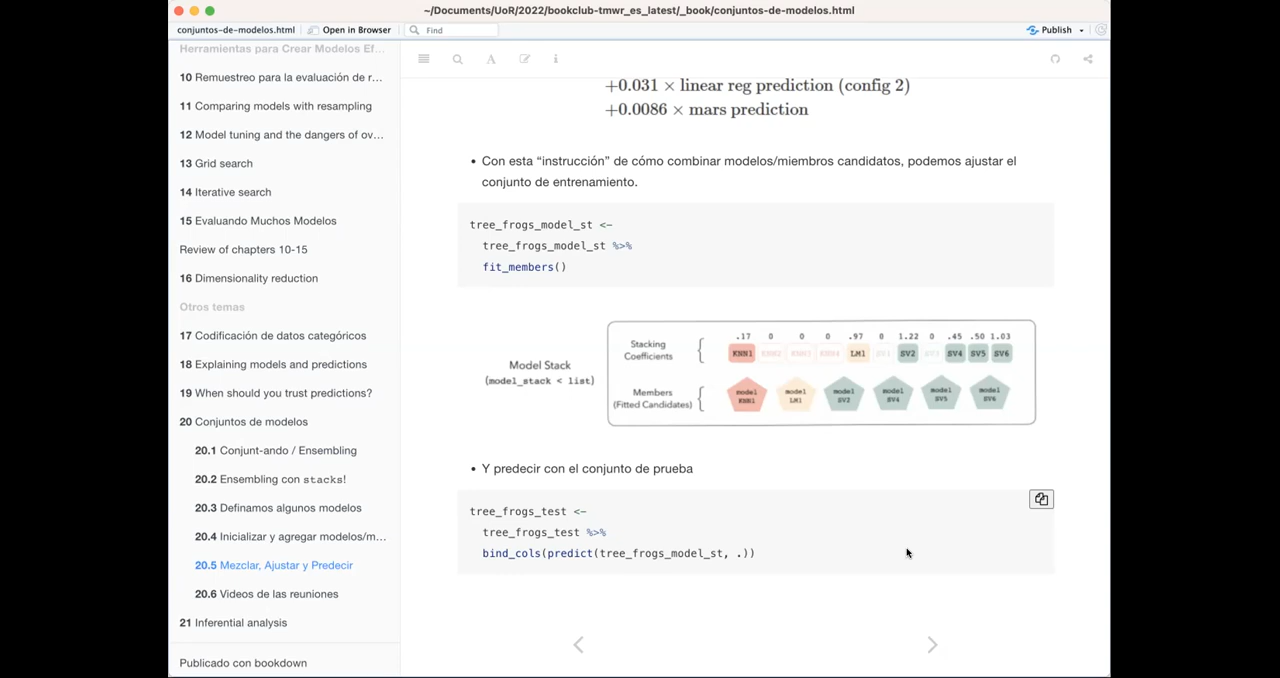 ~/Documents/UoR/2022/bookclub-tmwr_es_latest/_book/conjuntos-de-modelos.html
conjuntos-de-modelos.html
Open in Browser
Find
Publish
Herramientas para Crear Modelos Ef...
10 Remuestreo para la evaluación de r...
11 Comparing models with resampling
12 Model tuning and the dangers of ov...
13 Grid search
14 Iterative search
15 Evaluando Muchos Modelos
Review of chapters 10-15
16 Dimensionality reduction
Otros temas
17 Codificación de datos categóricos
18 Explaining models and predictions
19 When should you trust predictions?
20 Conjuntos de modelos
20.1 Conjunt-ando / Ensembling
20.2 Ensembling con stacks!
20.3 Definamos algunos modelos
20.4 Inicializar y agregar modelos/m...
20.5 Mezclar, Ajustar y Predecir
20.6 Videos de las reuniones
21 Inferential analysis
Publicado con bookdown
+0.031 × linear reg prediction (config 2)
+0.0086 × mars prediction
• Con esta “instrucción” de cómo combinar modelos/miembros candidatos, podemos ajustar el
conjunto de entrenamiento.
tree_frogs_model_st <-
tree_frogs_model_st %>%
fit_members()
Model Stack
(model_stack < list)
Stacking
Coefficients
.17 0 0 0 .97 0 1.22 0 .45 .50 1.03
KNN1 KNN2 KNN3 KNN4 LM1 SV1 SV2 SV3 SV4 SV5 SV6
Members
(Fitted Candidates)
model
KNN1
model
LM1
model
SV2
model
SV4
model
SV5
model
SV6
• Y predecir con el conjunto de prueba
tree_frogs_test <-
tree_frogs_test %>%
bind_cols(predict(tree_frogs_model_st, .))